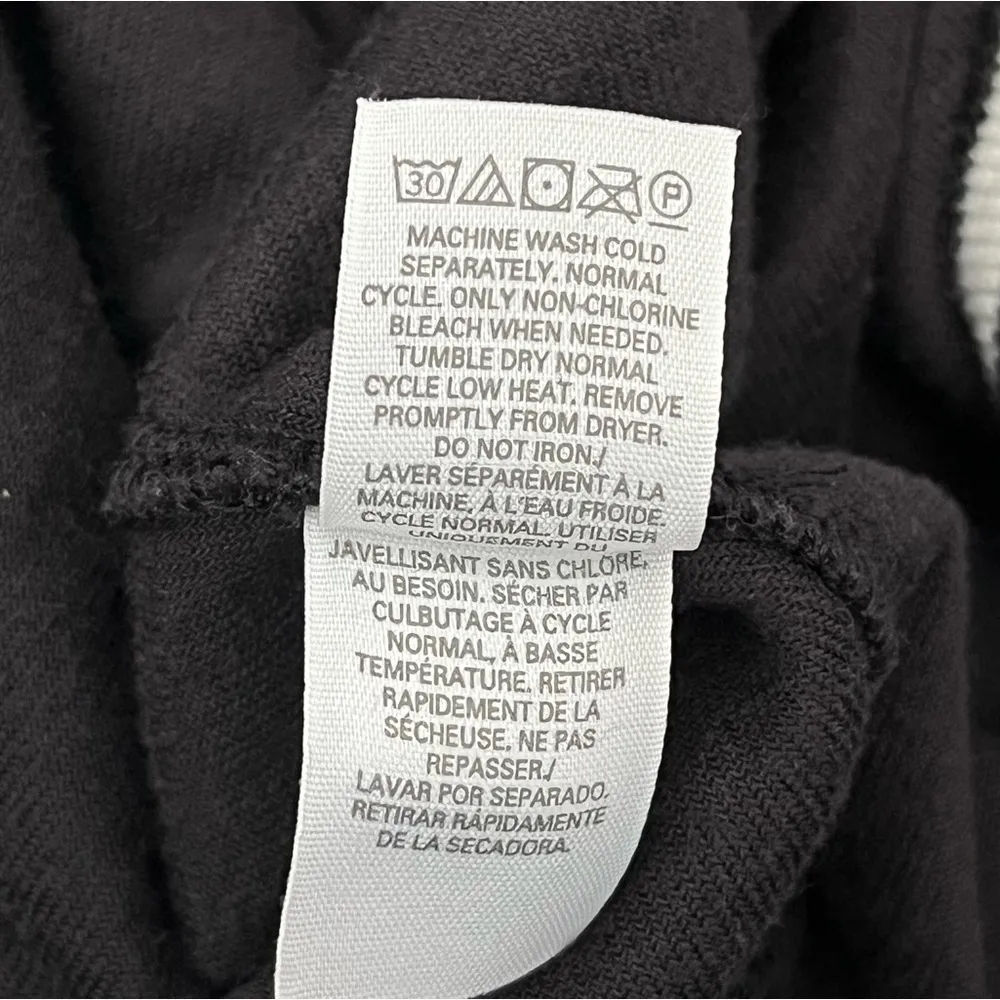 30 P
MACHINE WASH COLD
SEPARATELY. NORMAL
CYCLE. ONLY NON-CHLORINE
BLEACH WHEN NEEDED.
TUMBLE DRY NORMAL
CYCLE LOW HEAT. REMOVE
PROMPTLY FROM DRYER.
DO NOT IRON./
LAVER SÉPARÉMENT À LA
MACHINE, À L'EAU FROIDE.
CYCLE NORMAL. UTILISER
UNIQUEMENT DU
JAVELLISANT SANS CHLORE,
AU BESOIN. SÉCHER PAR
CULBUTAGE À CYCLE
NORMAL, À BASSE
TEMPÉRATURE. RETIRER
RAPIDEMENT DE LA
SÉCHEUSE. NE PAS
REPASSER./
LAVAR POR SEPARADO.
RETIRAR RÁPIDAMENTE
DE LA SECADORA.